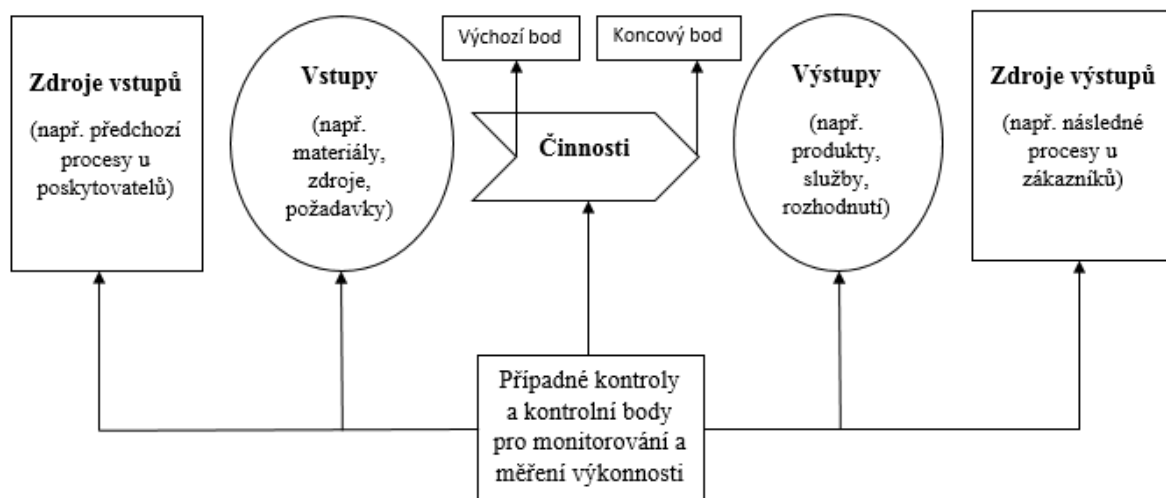 Výchozí bod
Koncový bod
Zdroje vstupů
(např. předchozí
procesy u
poskytovatelů)
Vstupy
(např.
materiály,
zdroje,
požadavky)
Činnosti
Výstupy
(např.
produkty,
služby,
rozhodnutí)
Zdroje výstupů
(např. následné
procesy u
zákazníků)
Případné kontroly
a kontrolní body
pro monitorování a
měření výkonnosti